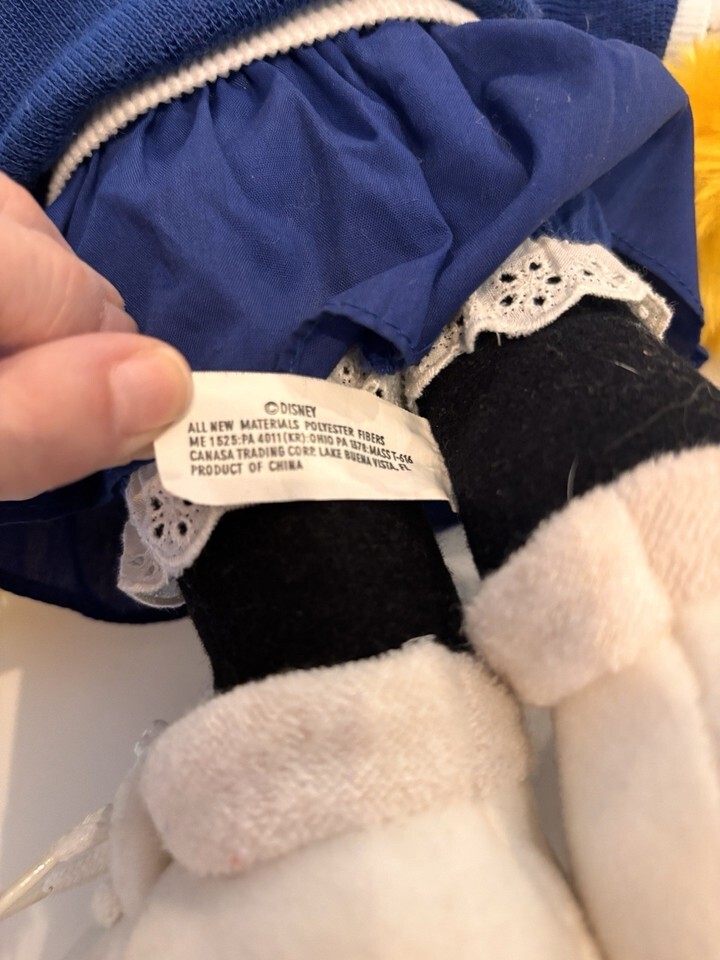 ©DISNEY
ALL NEW MATERIALS POLYESTER FIBERS
ME 1525:PA 4011(KR):OHIO PA 1878:MASS T-616
CANASA TRADING CORP. LAKE BUENA VISTA, FL
PRODUCT OF CHINA